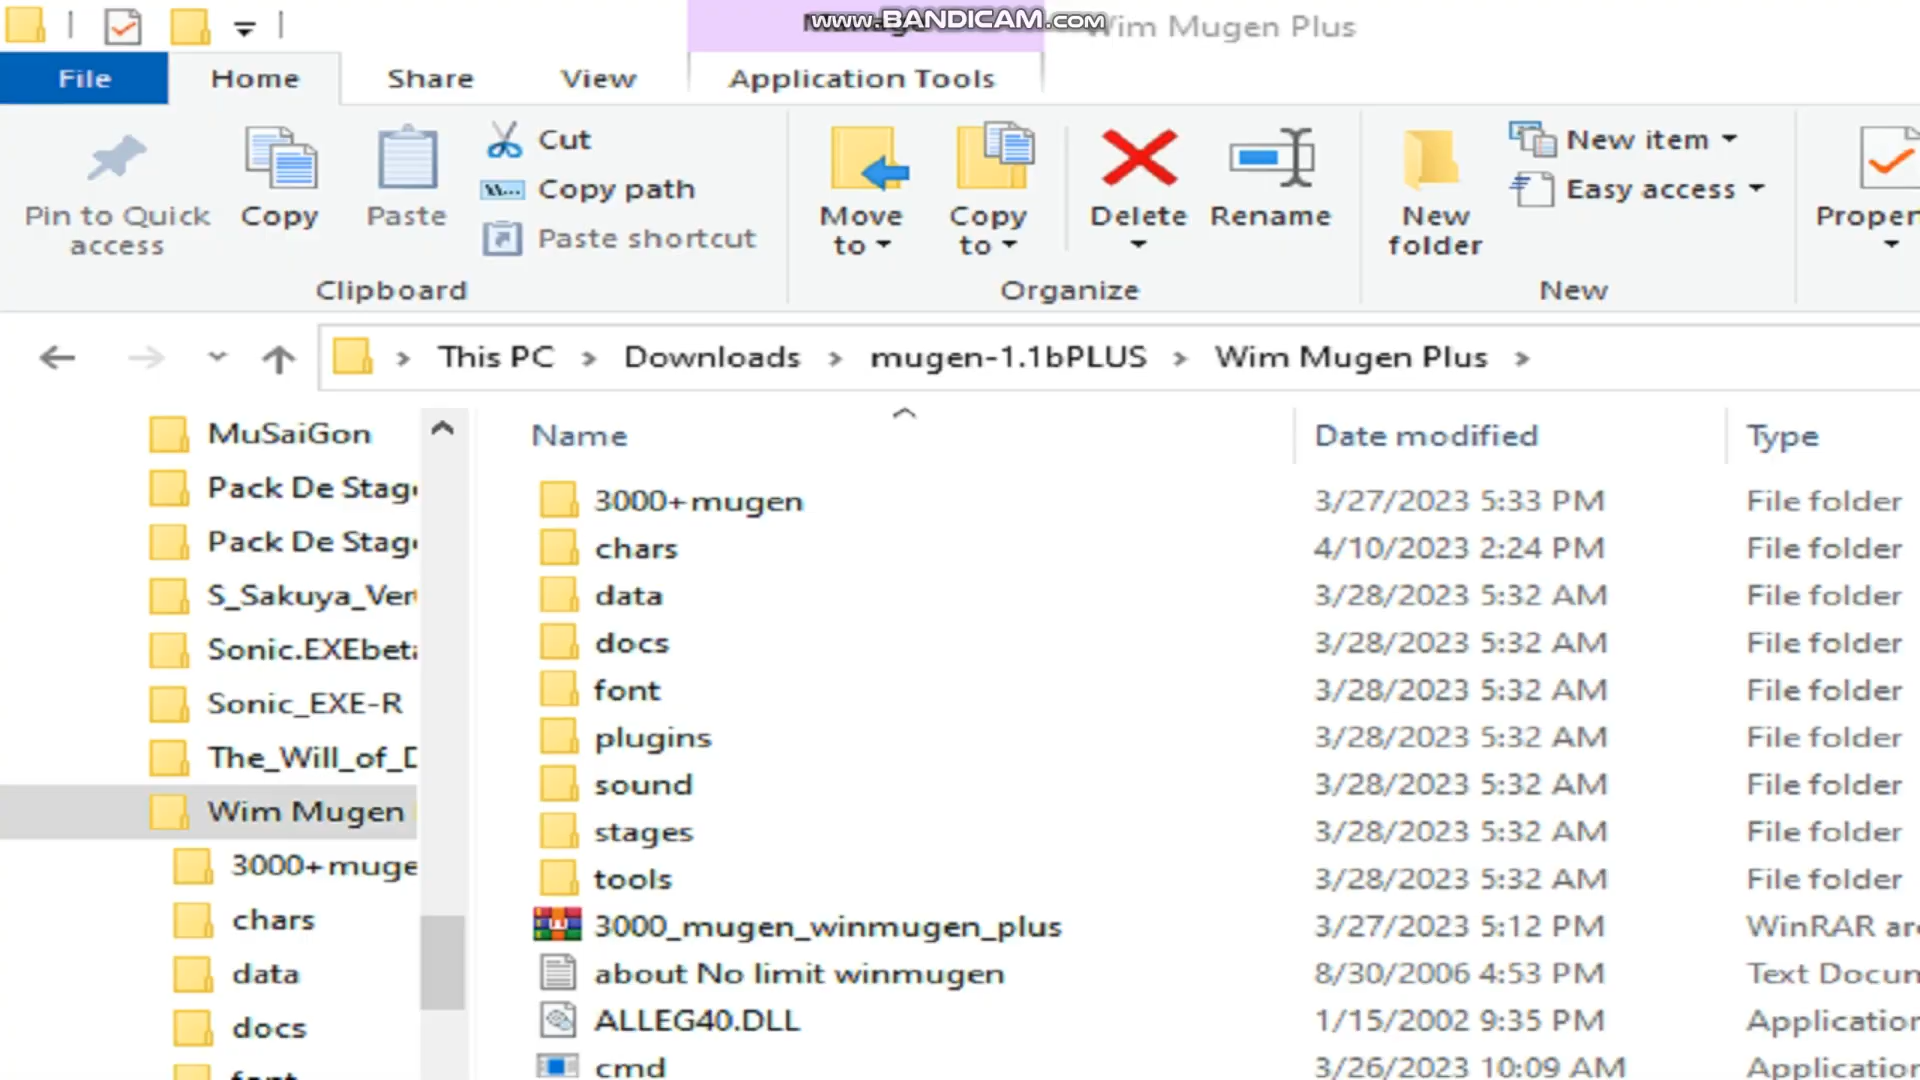 www.BANDICAM.com
Wim Mugen Plus
File
Home
Share
View
Application Tools
Pin to Quick access
Copy
Paste
Cut
Copy path
Paste shortcut
Clipboard
Move to
Copy to
Delete
Rename
Organize
New folder
New item
Easy access
New
Proper
This PC
Downloads
mugen-1.1bPLUS
Wim Mugen Plus
MuSaiGon
Pack De Stag
Pack De Stag
S_Sakuya_Ver
Sonic.EXEbet
Sonic_EXE-R
The_Will_of_D
Wim Mugen
3000+muge
chars
data
docs
font
Name Date modified Type
3000+mugen 3/27/2023 5:33 PM File folder
chars 4/10/2023 2:24 PM File folder
data 3/28/2023 5:32 AM File folder
docs 3/28/2023 5:32 AM File folder
font 3/28/2023 5:32 AM File folder
plugins 3/28/2023 5:32 AM File folder
sound 3/28/2023 5:32 AM File folder
stages 3/28/2023 5:32 AM File folder
tools 3/28/2023 5:32 AM File folder
3000_mugen_winmugen_plus 3/27/2023 5:12 PM WinRAR ar
about No limit winmugen 8/30/2006 4:53 PM Text Docum
ALLEG40.DLL 1/15/2002 9:35 PM Application
cmd 3/26/2023 10:09 AM Application